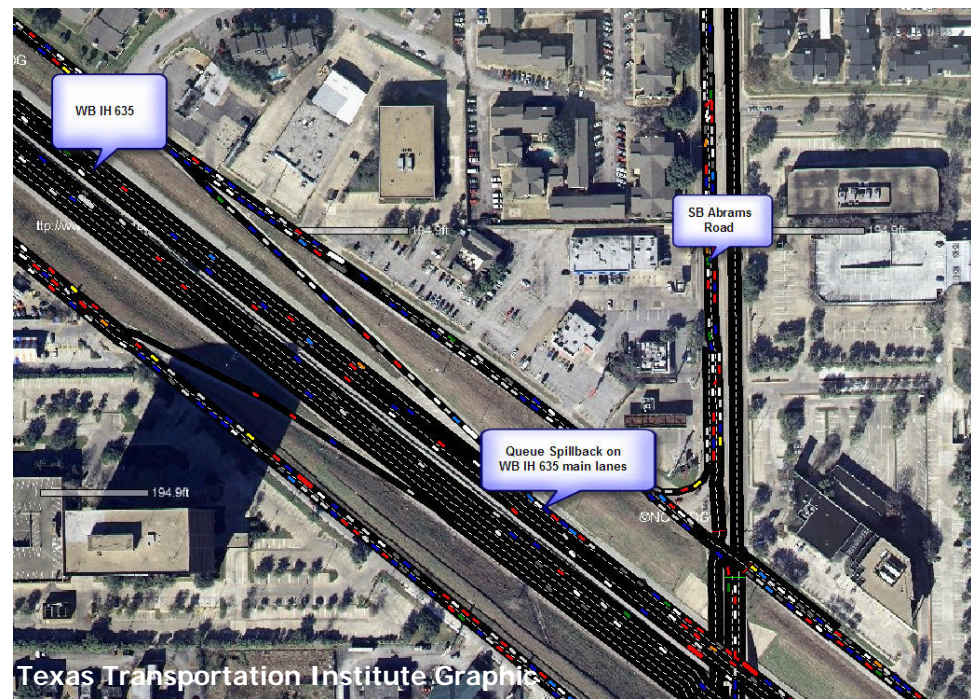 WB IH 635
194.9ft
SB Abrams
Road
194.9ft
Queue Spillback on
WB IH 635 main lanes
194.9ft
Texas Transportation Institute Graphic